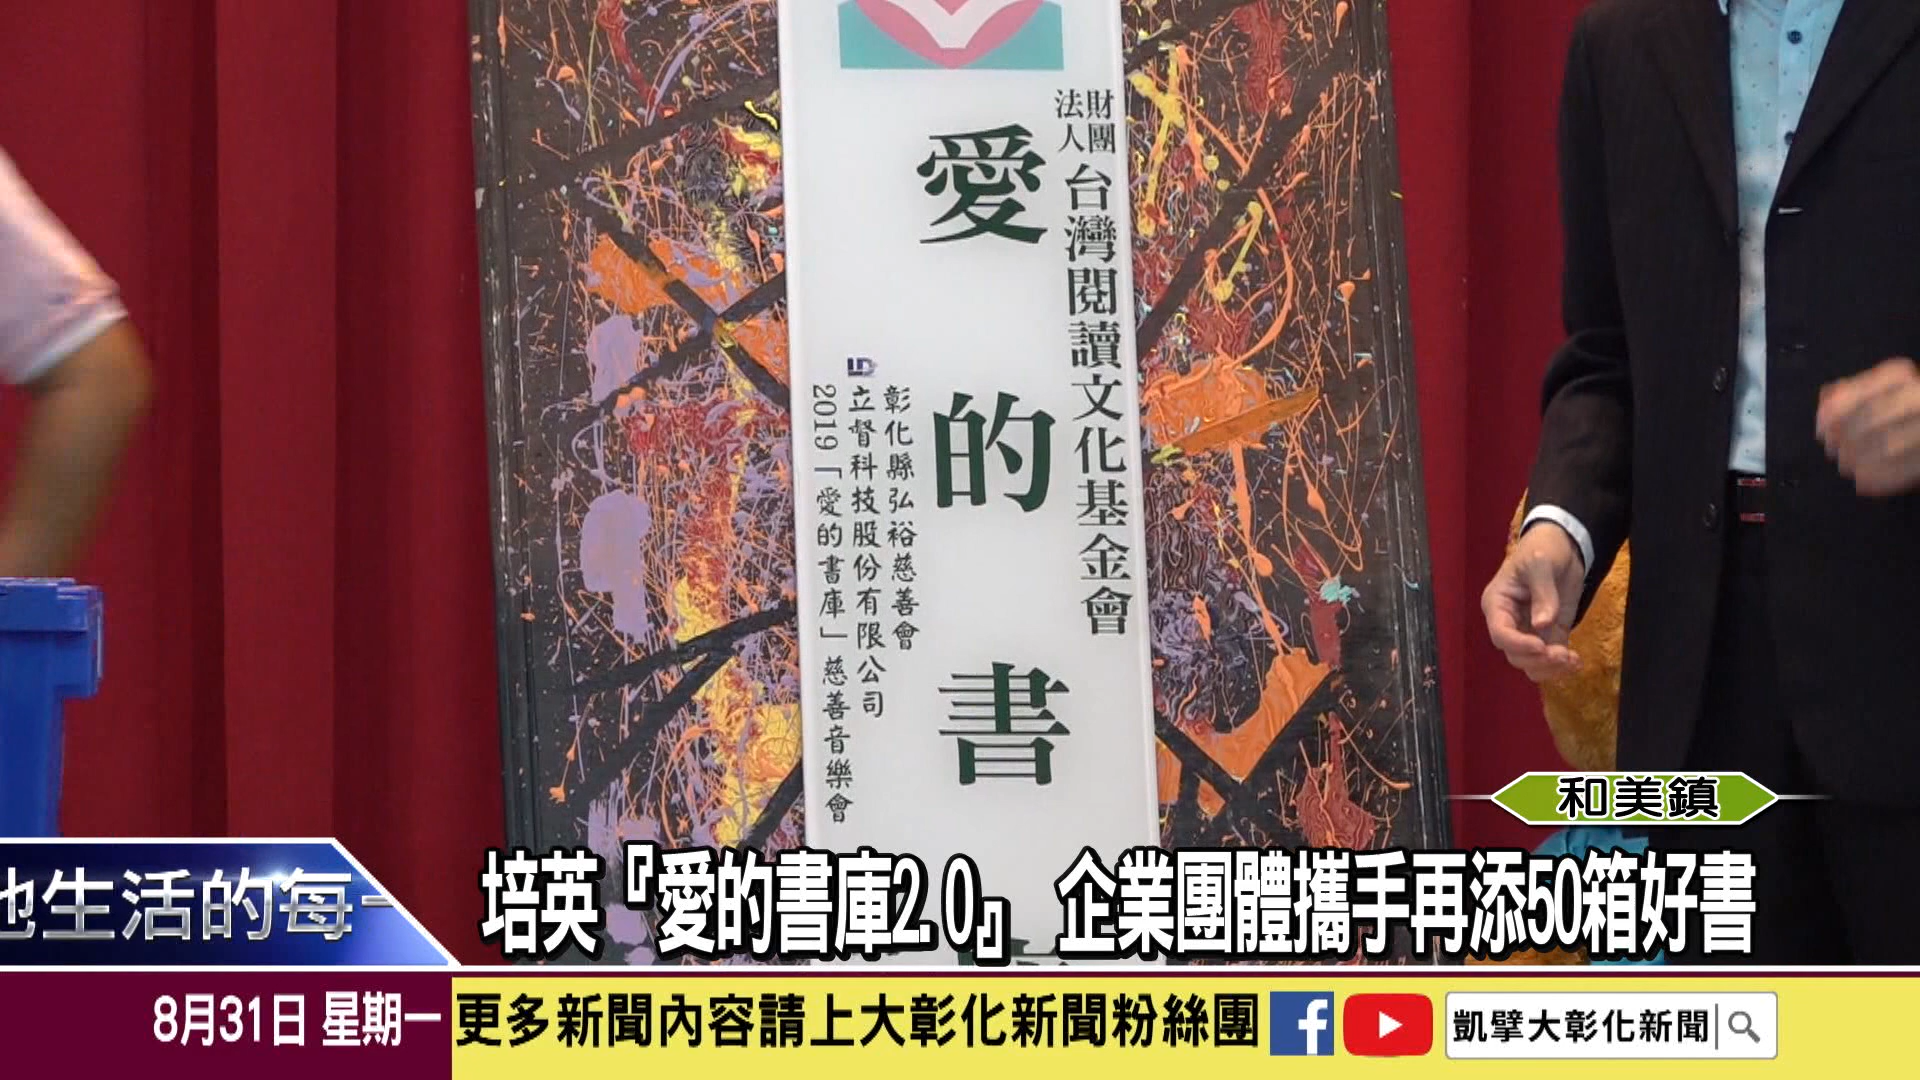 財團
法人
台灣閱讀文化基金會
愛的書
彰化縣弘裕慈善會
立督科技股份有限公司
2019「愛的書庫」慈善音樂會
和美鎮
生活的每一
培英『愛的書庫2.0』 企業團體攜手再添50箱好書
8月31日 星期一
更多新聞內容請上大彰化新聞粉絲團
凱擘大彰化新聞